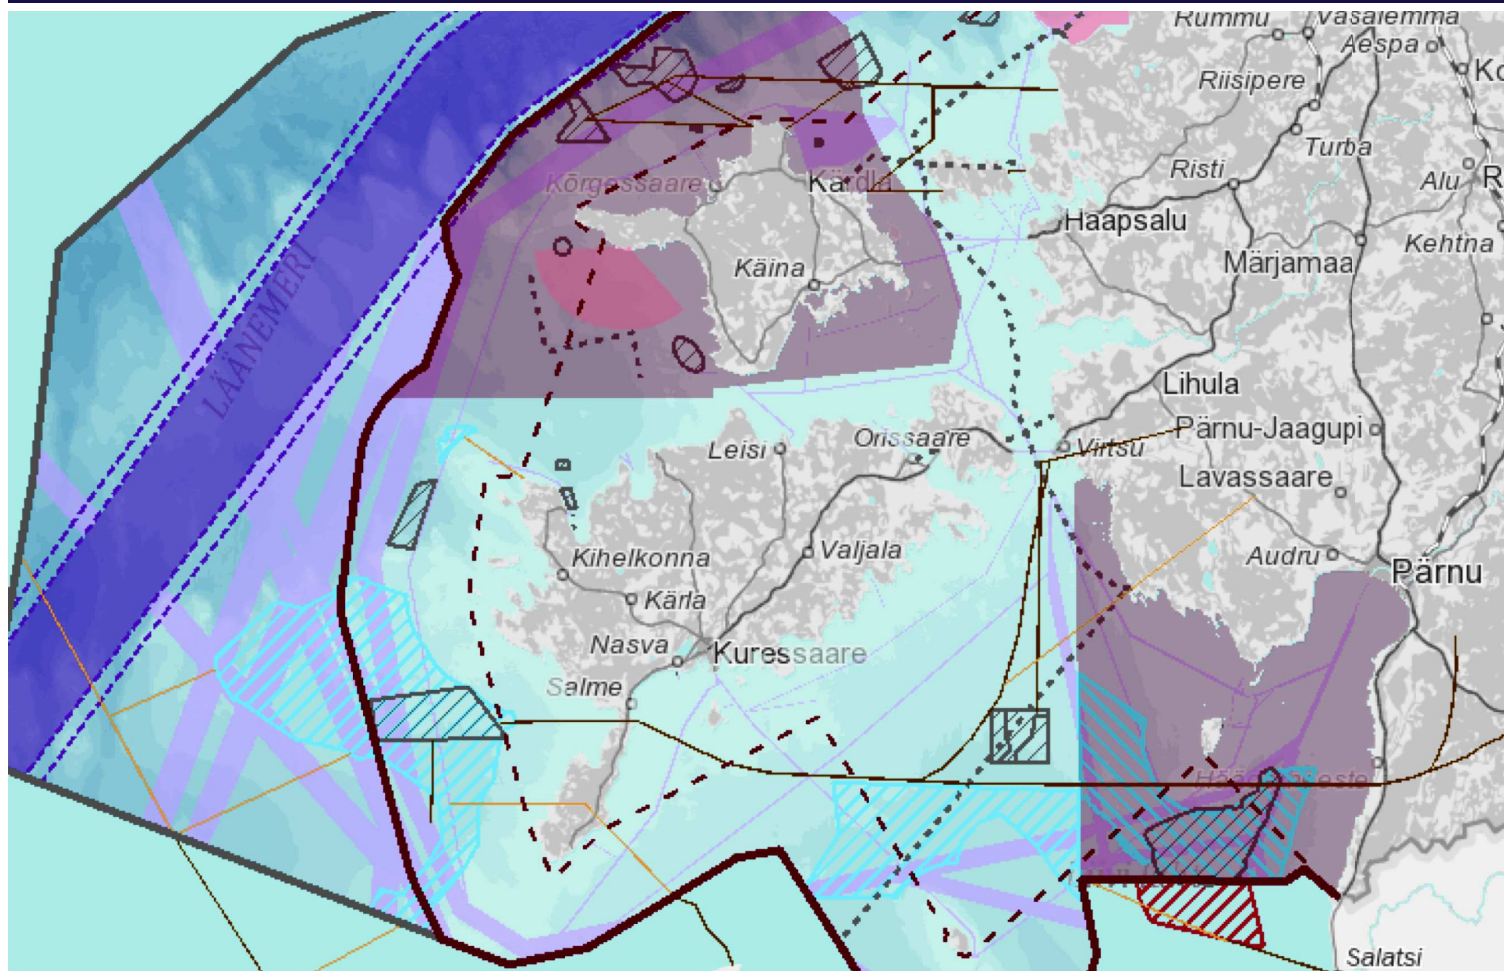 Rummu
Vasalemma
Aespa
Riisipere
Turba
Risti
Alu
Kõrgessaare
Kärdla
Haapsalu
Märjamaa
Kehtna
Käina
LÄÄNEMERI
Lihula
Pärnu-Jaagupi
Leisi
Orissaare
Virtsu
Lavassaare
Kihelkonna
Valjala
Audru
Pärnu
Kärla
Nasva
Kuressaare
Salme
Häädemeeste
Salatsi